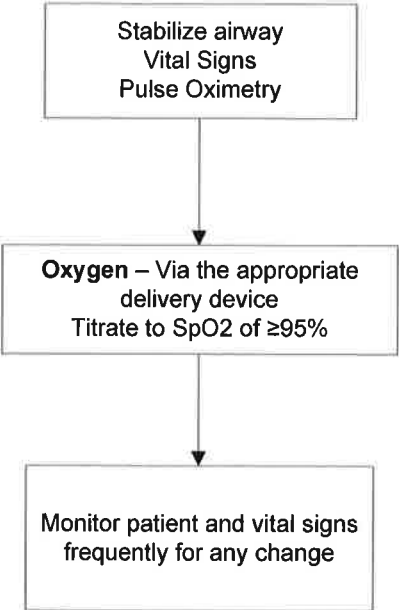 Stabilize airway
Vital Signs
Pulse Oximetry
Oxygen – Via the appropriate
delivery device
Titrate to SpO2 of ≥95%
Monitor patient and vital signs
frequently for any change